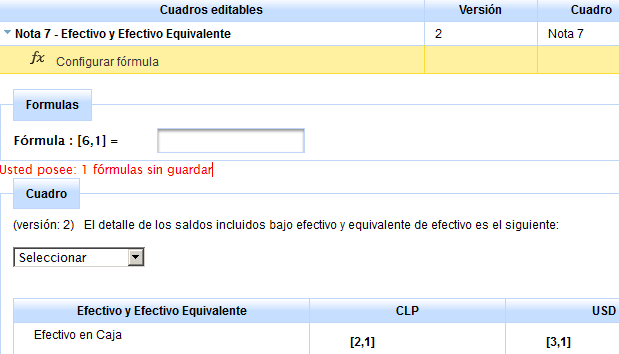 Cuadros editables Versión Cuadro
Nota 7 - Efectivo y Efectivo Equivalente 2 Nota 7
fx Configurar fórmula
Formulas
Fórmula : [6,1] =
Usted posee: 1 fórmulas sin guardar
Cuadro
(versión: 2) El detalle de los saldos incluidos bajo efectivo y equivalente de efectivo es el siguiente:
Seleccionar
Efectivo y Efectivo Equivalente CLP USD
Efectivo en Caja [2,1] [3,1]